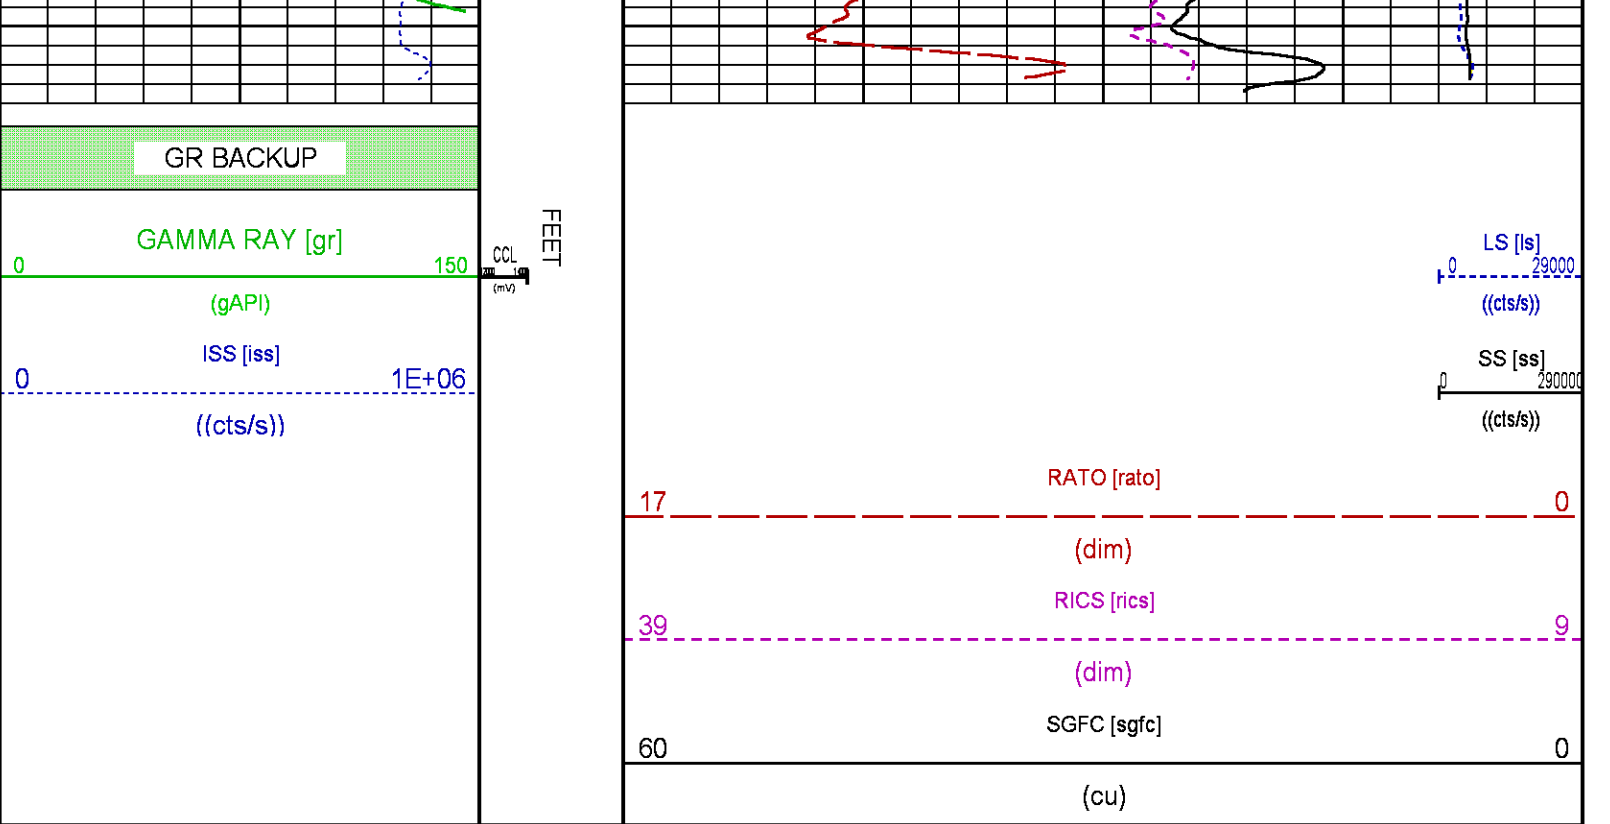 GR BACKUP
GAMMA RAY [gr]
0 150
(gAPI)
ISS [iss]
0 1E+06
((cts/s))
FEET
CCL
(mV)
LS [ls]
0 29000
((cts/s))
SS [ss]
0 290000
((cts/s))
RATO [rato]
17 0
(dim)
RICS [rics]
39 9
(dim)
SGFC [sgfc]
60 0
(cu)